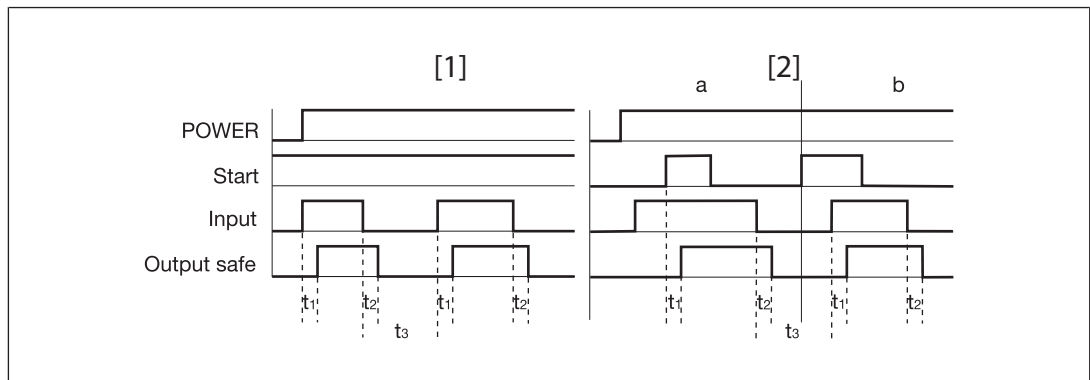 [1] [2]
a b
POWER
Start
Input
Output safe
t1 t2 t1 t2 t1 t2 t1 t2
t3 t3